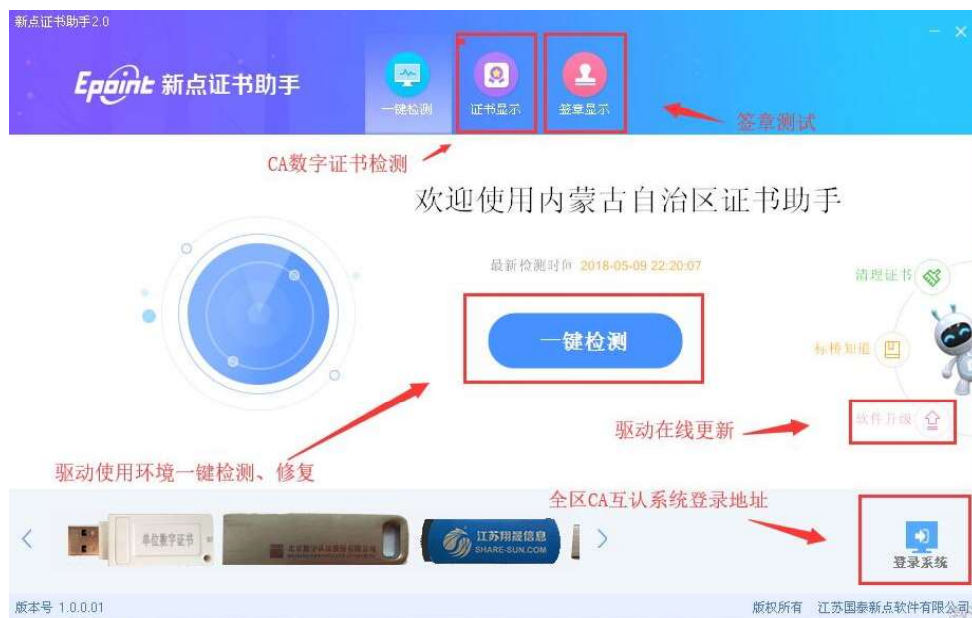 新点证书助手2.0
Epoint 新点证书助手
一键检测
证书显示
签章显示
签章测试
CA数字证书检测
欢迎使用内蒙古自治区证书助手
最新检测时间 2018-05-09 22:20:07
清理证书
一键检测
标桥知道
软件升级
驱动在线更新
驱动使用环境一键检测、修复
全区CA互认系统登录地址
单位数字证书
江苏翔晟信息
SHARE-SUN.COM
登录系统
版本号 1.0.0.01
版权所有 江苏国泰新点软件有限公司